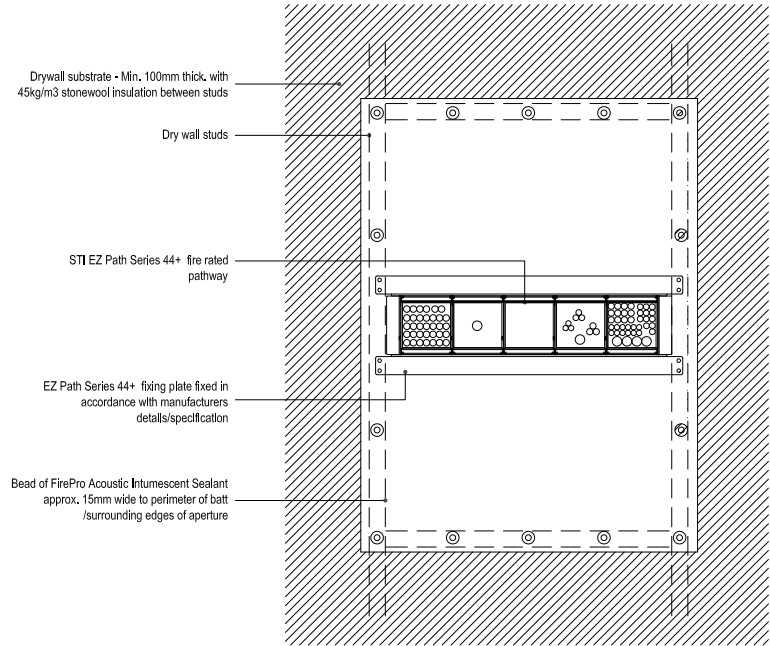 Drywall substrate - Min. 100mm thick. with
45kg/m3 stonewool insulation between studs
Dry wall studs
STI EZ Path Series 44+ fire rated
pathway
EZ Path Series 44+ fixing plate fixed in
accordance with manufacturers
details/specification
Bead of FirePro Acoustic Intumescent Sealant
approx. 15mm wide to perimeter of batt
/surrounding edges of aperture